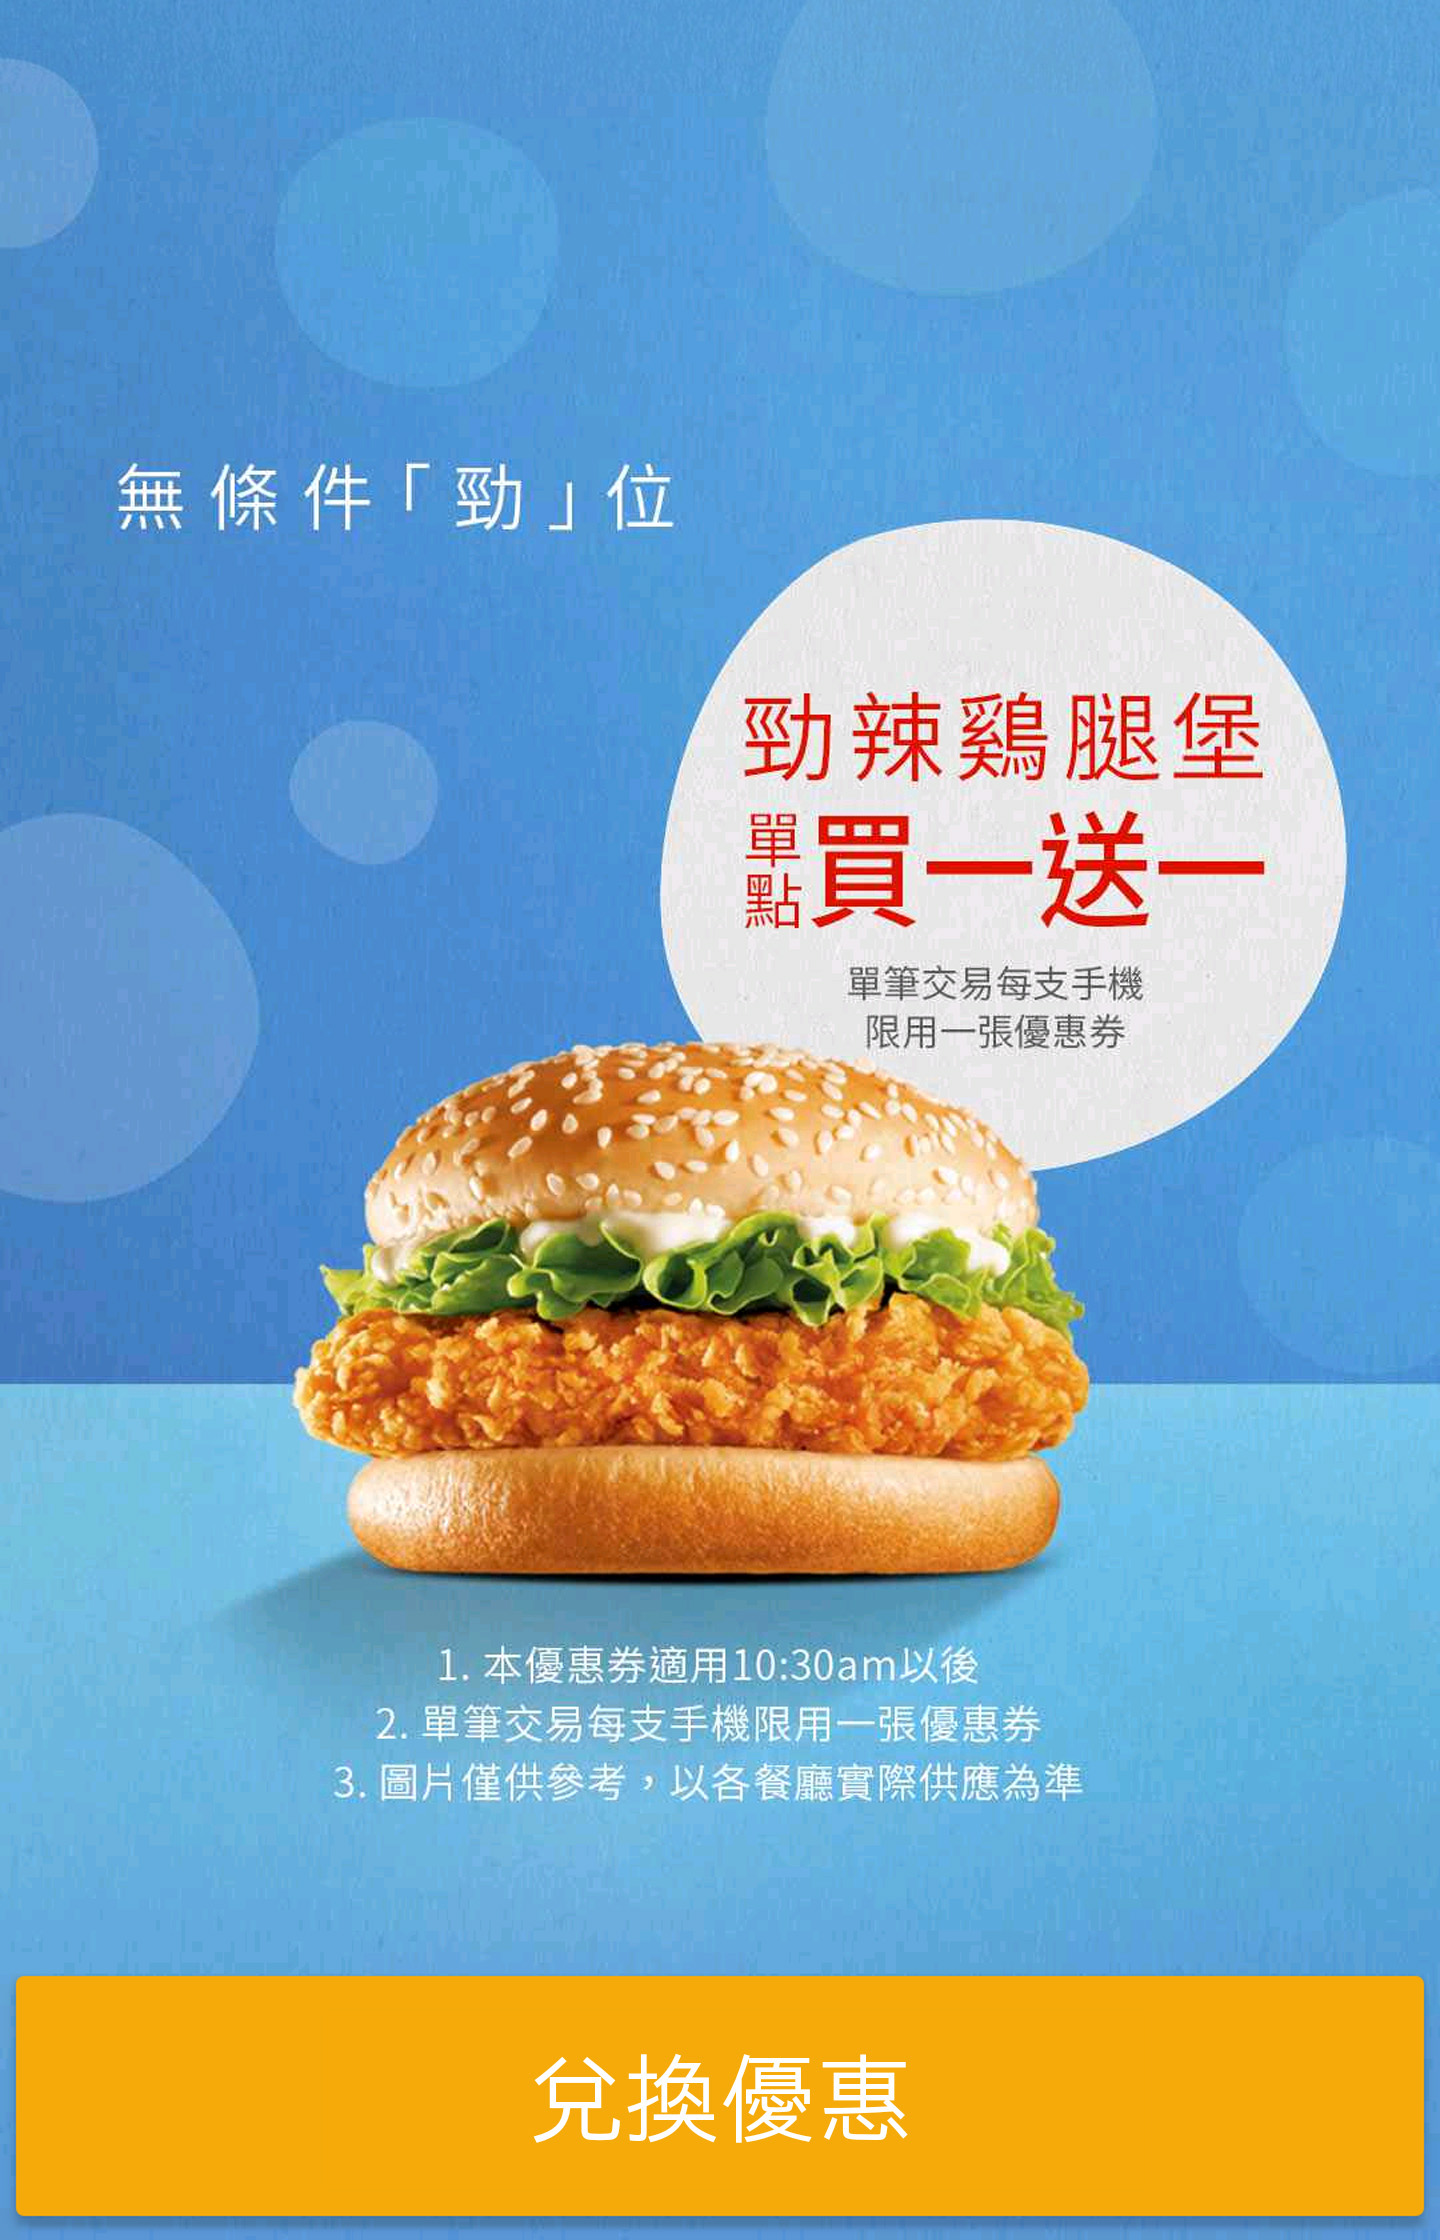 無條件「勁」位
勁辣鷄腿堡
單點買一送一
單筆交易每支手機
限用一張優惠券
1. 本優惠券適用10:30am以後
2. 單筆交易每支手機限用一張優惠券
3. 圖片僅供參考，以各餐廳實際供應為準
兌換優惠